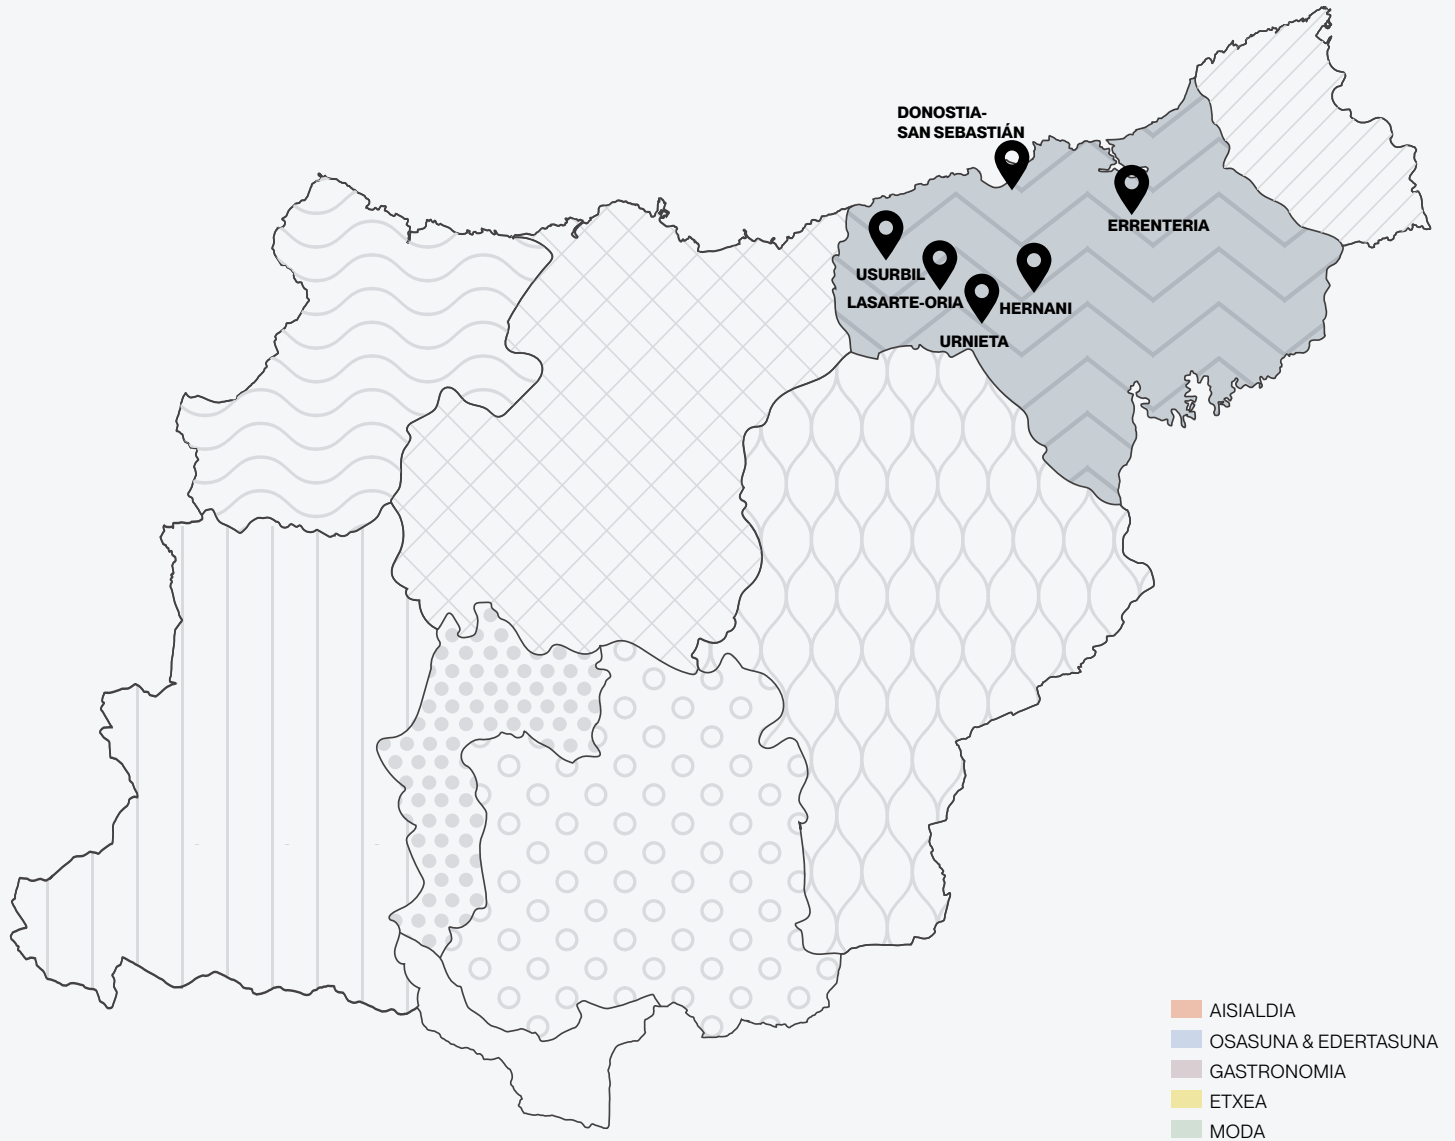 DONOSTIA-
SAN SEBASTIÁN
ERRENTERIA
USURBIL
LASARTE-ORIA
HERNANI
URNIETA
AISIALDIA
OSASUNA & EDERTASUNA
GASTRONOMIA
ETXEA
MODA